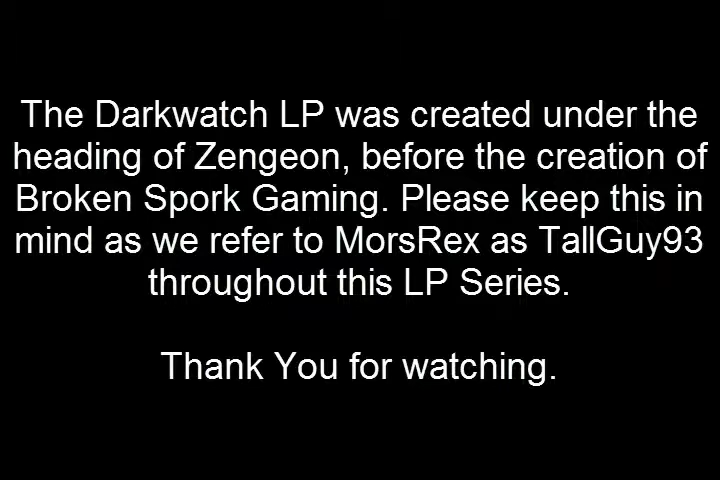 The Darkwatch LP was created under the
heading of Zengeon, before the creation of
Broken Spork Gaming. Please keep this in
mind as we refer to MorsRex as TallGuy93
throughout this LP Series.
Thank You for watching.